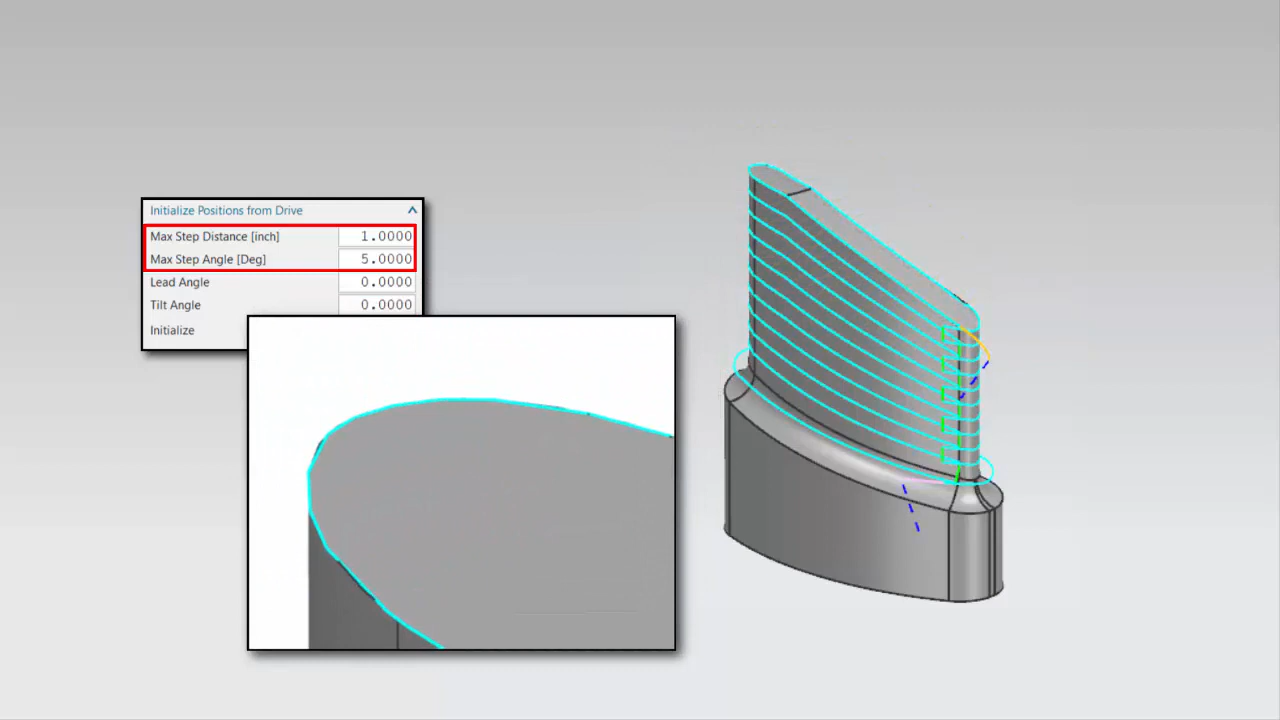 Initialize Positions from Drive
Max Step Distance [inch] 1.0000
Max Step Angle [Deg] 5.0000
Lead Angle 0.0000
Tilt Angle 0.0000
Initialize